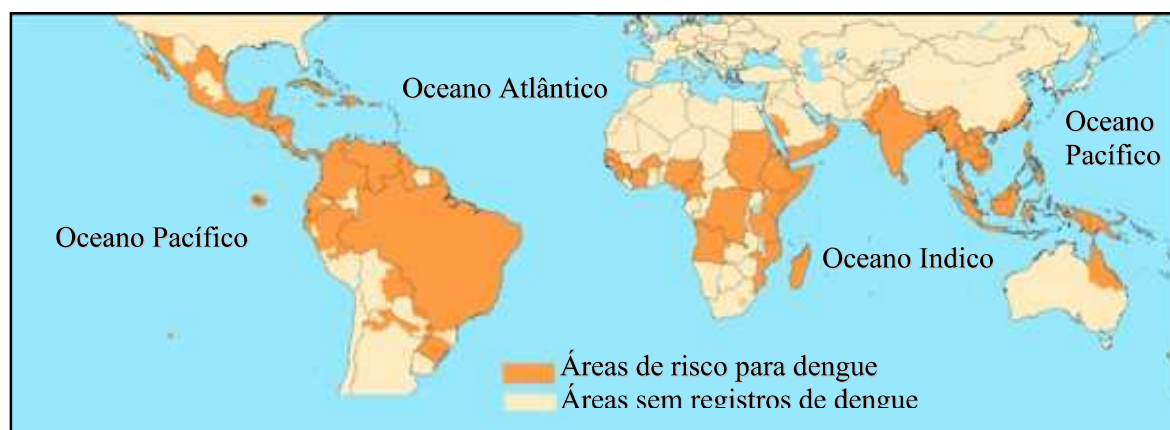 Oceano Atlântico
Oceano
Pacífico
Oceano Pacífico
Oceano Indico
Áreas de risco para dengue
Áreas sem registros de dengue